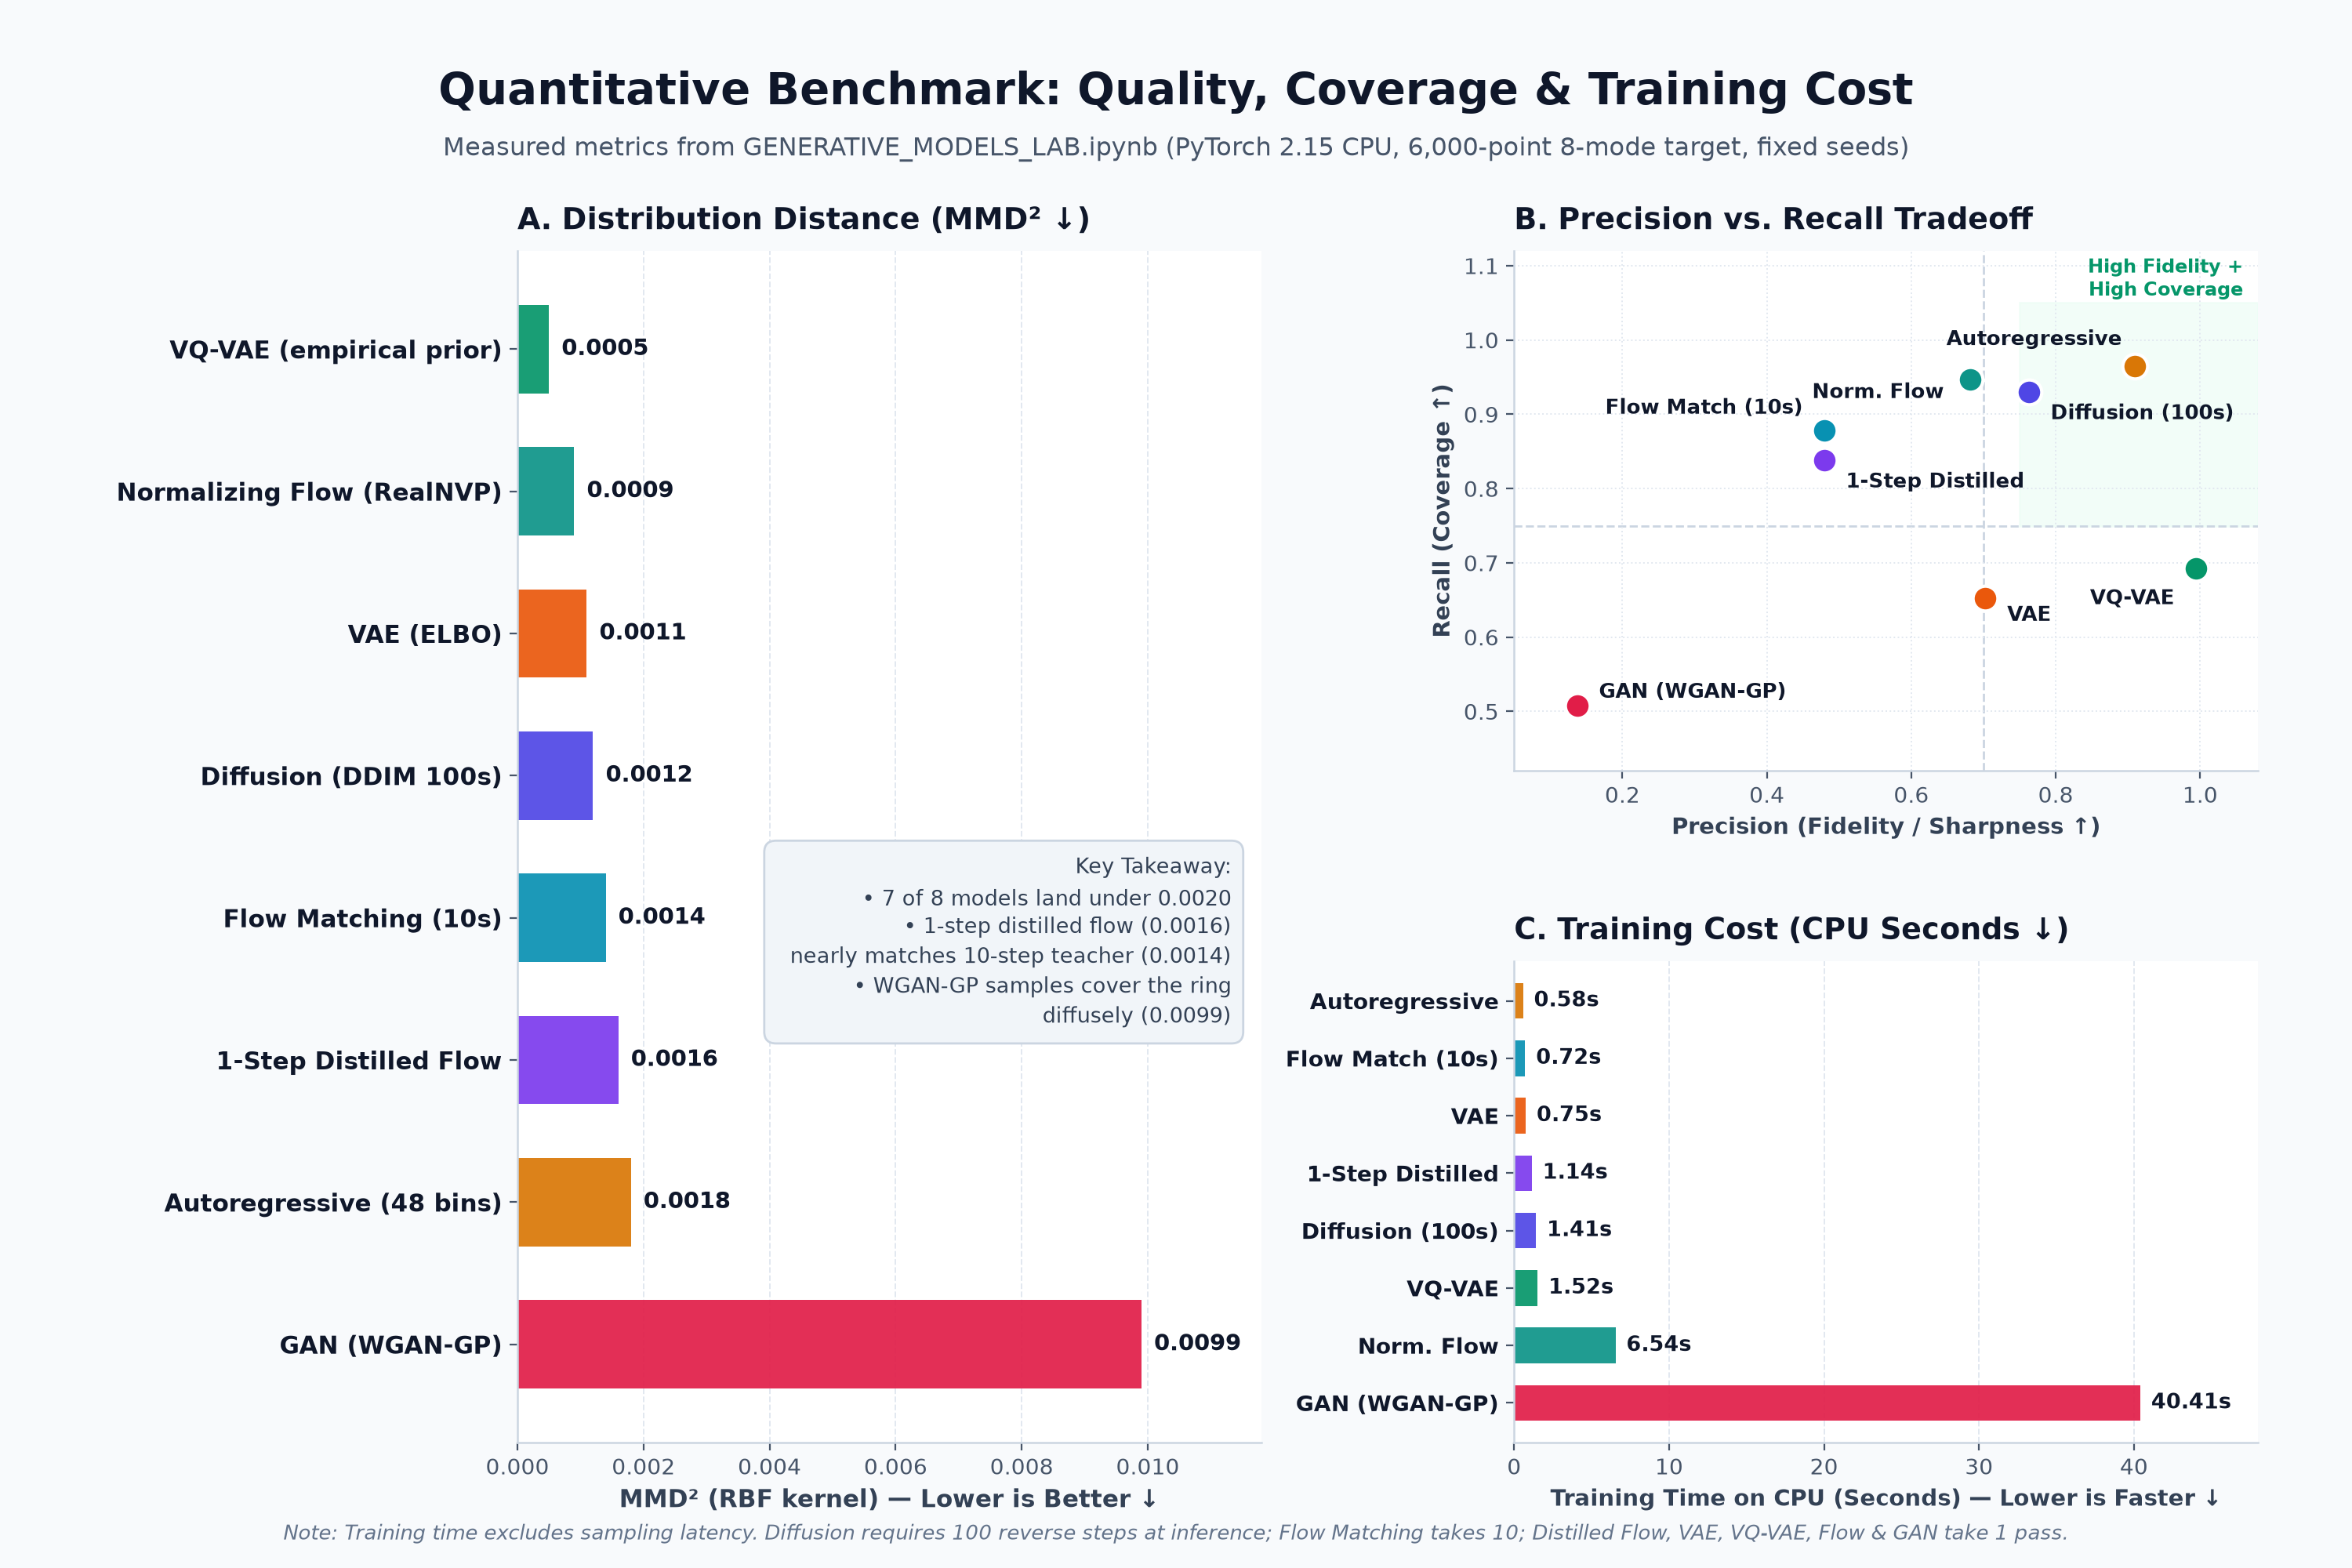 Quantitative Benchmark: Quality, Coverage & Training Cost
Measured metrics from GENERATIVE_MODELS_LAB.ipynb (PyTorch 2.15 CPU, 6,000-point 8-mode target, fixed seeds)
A. Distribution Distance (MMD² ↓)
VQ-VAE (empirical prior)
0.0005
Normalizing Flow (RealNVP)
0.0009
VAE (ELBO)
0.0011
Diffusion (DDIM 100s)
0.0012
Flow Matching (10s)
0.0014
1-Step Distilled Flow
0.0016
Autoregressive (48 bins)
0.0018
GAN (WGAN-GP)
0.0099
Key Takeaway:
• 7 of 8 models land under 0.0020
• 1-step distilled flow (0.0016)
nearly matches 10-step teacher (0.0014)
• WGAN-GP samples cover the ring
diffusely (0.0099)
0.000 0.002 0.004 0.006 0.008 0.010
MMD² (RBF kernel) — Lower is Better ↓
B. Precision vs. Recall Tradeoff
High Fidelity +
High Coverage
Recall (Coverage ↑)
1.1
1.0
0.9
0.8
0.7
0.6
0.5
Autoregressive
Norm. Flow
Flow Match (10s)
Diffusion (100s)
1-Step Distilled
VQ-VAE
VAE
GAN (WGAN-GP)
0.2 0.4 0.6 0.8 1.0
Precision (Fidelity / Sharpness ↑)
C. Training Cost (CPU Seconds ↓)
Autoregressive
0.58s
Flow Match (10s)
0.72s
VAE
0.75s
1-Step Distilled
1.14s
Diffusion (100s)
1.41s
VQ-VAE
1.52s
Norm. Flow
6.54s
GAN (WGAN-GP)
40.41s
0 10 20 30 40
Training Time on CPU (Seconds) — Lower is Faster ↓
Note: Training time excludes sampling latency. Diffusion requires 100 reverse steps at inference; Flow Matching takes 10; Distilled Flow, VAE, VQ-VAE, Flow & GAN take 1 pass.